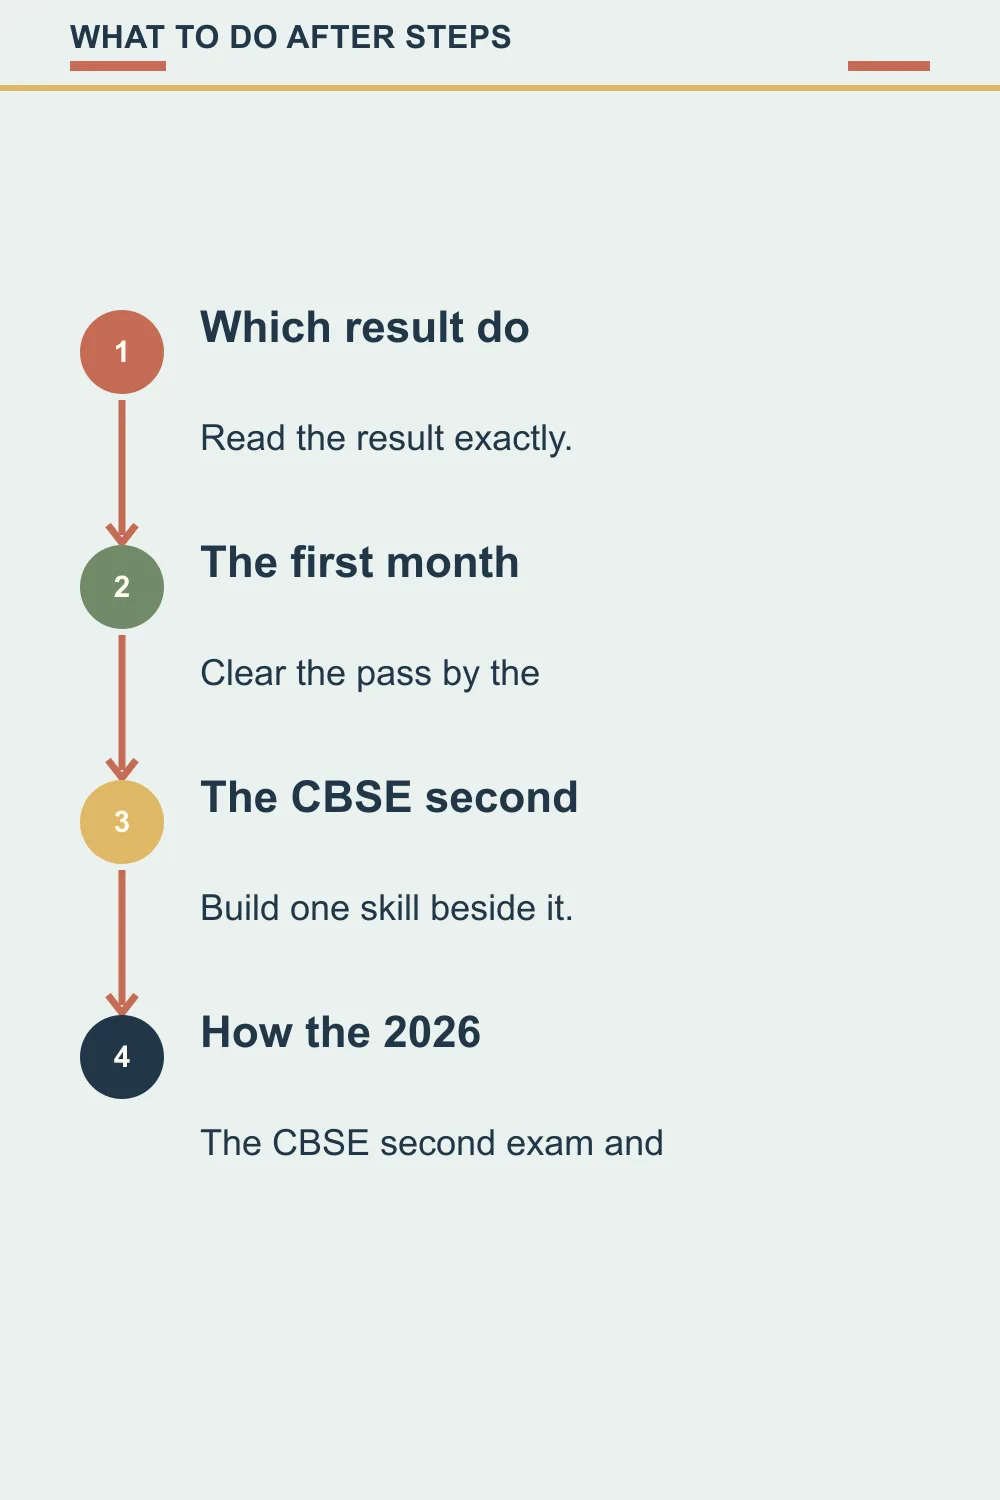 WHAT TO DO AFTER STEPS
1
Which result do
Read the result exactly.
2
The first month
Clear the pass by the
3
The CBSE second
Build one skill beside it.
4
How the 2026
The CBSE second exam and